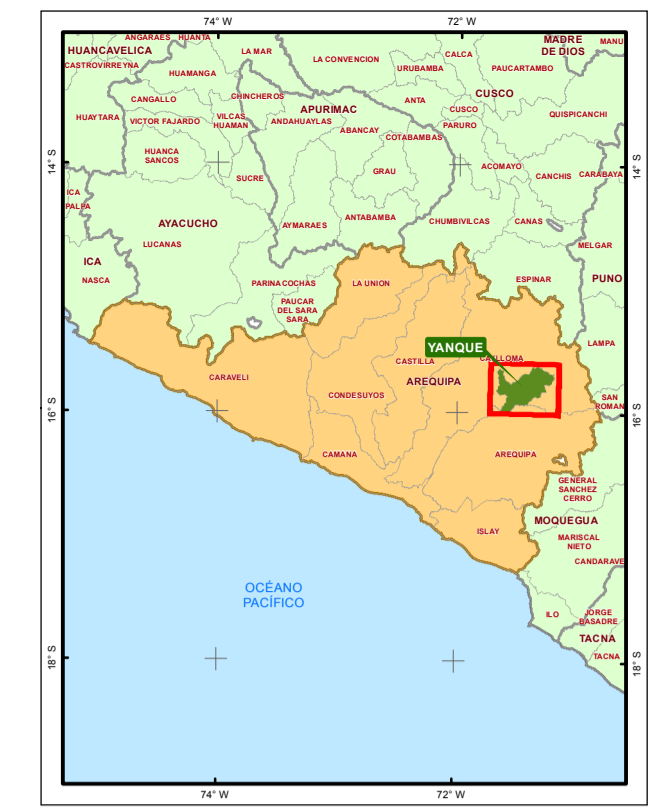 74° W
72° W
ANGARAES
HUANTA
HUANCAVELICA
CASTROVIRREYNA
LA MAR
HUAMANGA
LA CONVENCION
CALCA
URUBAMBA
MADRE
DE DIOS
MANU
PAUCARTAMBO
CUSCO
CANGALLO
CHINCHEROS
APURIMAC
ANTA
CUSCO
HUAYTARA
VICTOR FAJARDO
VILCAS
HUAMAN
ANDAHUAYLAS
ABANCAY
COTABAMBAS
PARURO
QUISPICANCHI
HUANCA
SANCOS
14° S
14° S
SUCRE
GRAU
ACOMAYO
CANCHIS
CARABAYA
ICA
PALPA
AYACUCHO
LUCANAS
AYMARAES
ANTABAMBA
CHUMBIVILCAS
CANAS
MELGAR
ICA
NASCA
PARINACOCHAS
LA UNION
ESPINAR
PUNO
PAUCAR
DEL SARA
SARA
LAMPA
YANQUE
CAYLLOMA
CASTILLA
CARAVELI
AREQUIPA
CONDESUYOS
SAN
ROMAN
16° S
16° S
CAMANA
AREQUIPA
GENERAL
SANCHEZ
CERRO
MOQUEGUA
ISLAY
MARISCAL
NIETO
CANDARAVE
OCÉANO
PACÍFICO
ILO
JORGE
BASADRE
TACNA
TACNA
18° S
18° S
74° W
72° W